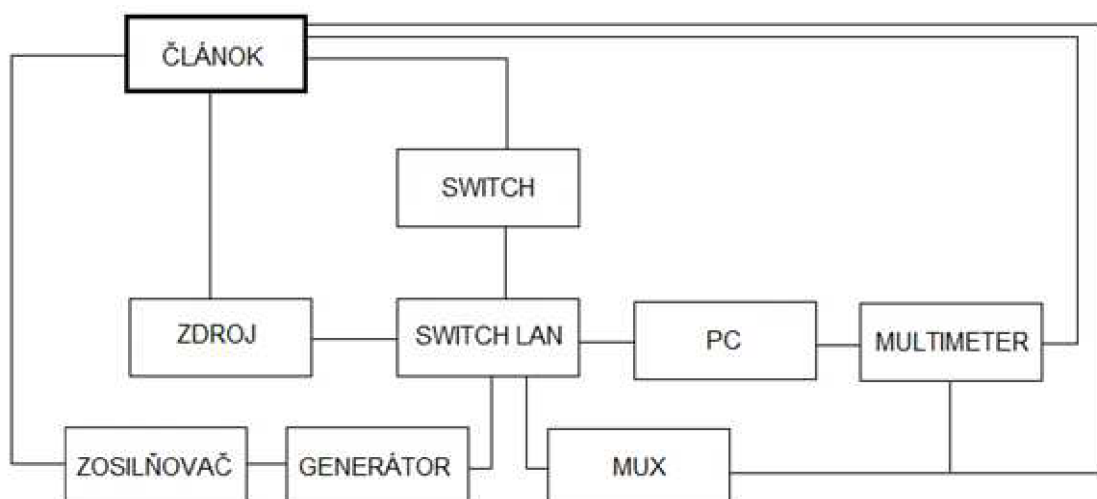 ČLÁNOK
SWITCH
ZDROJ
SWITCH LAN
PC
MULTIMETER
ZOSILŇOVAČ
GENERÁTOR
MUX